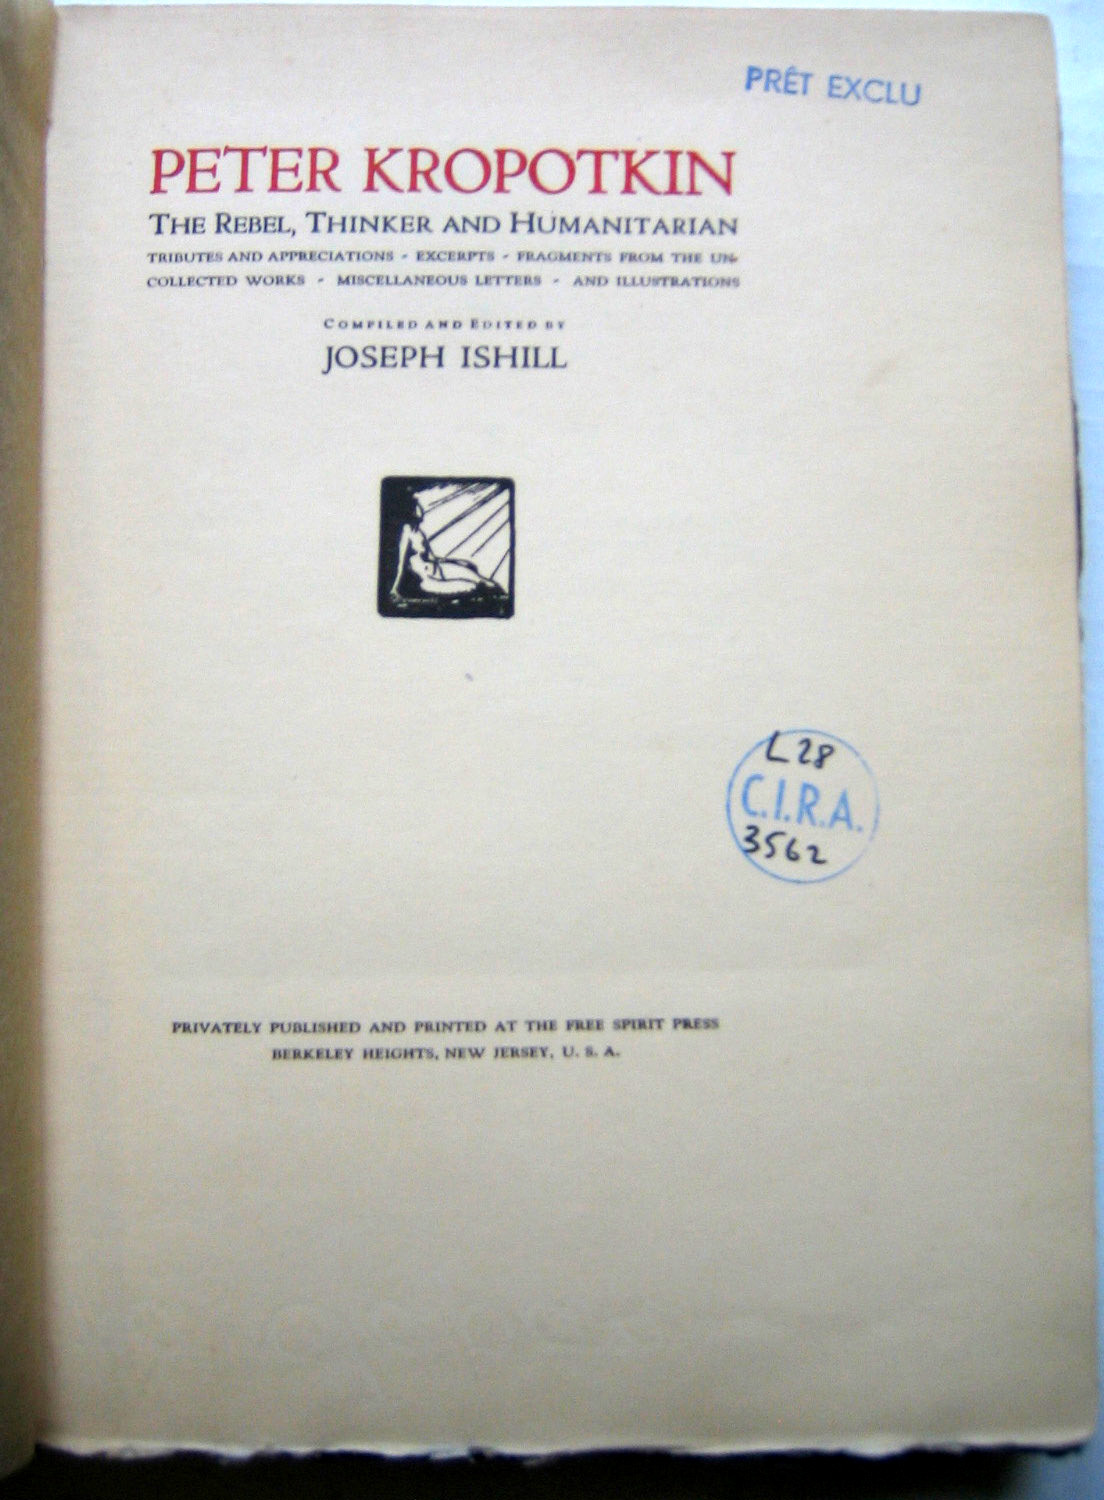 PRÊT EXCLU
PETER KROPOTKIN
THE REBEL, THINKER AND HUMANITARIAN
TRIBUTES AND APPRECIATIONS - EXCERPTS - FRAGMENTS FROM THE UN-
COLLECTED WORKS - MISCELLANEOUS LETTERS - AND ILLUSTRATIONS
COMPILED AND EDITED BY
JOSEPH ISHILL
L 28
C.I.R.A.
3562
PRIVATELY PUBLISHED AND PRINTED AT THE FREE SPIRIT PRESS
BERKELEY HEIGHTS, NEW JERSEY, U. S. A.